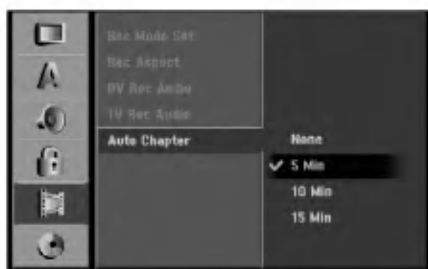 Rec Mode Set
Rec Aspect
DV Rec Audio
TV Rec Audio
Auto Chapter
None
5 Min
10 Min
15 Min